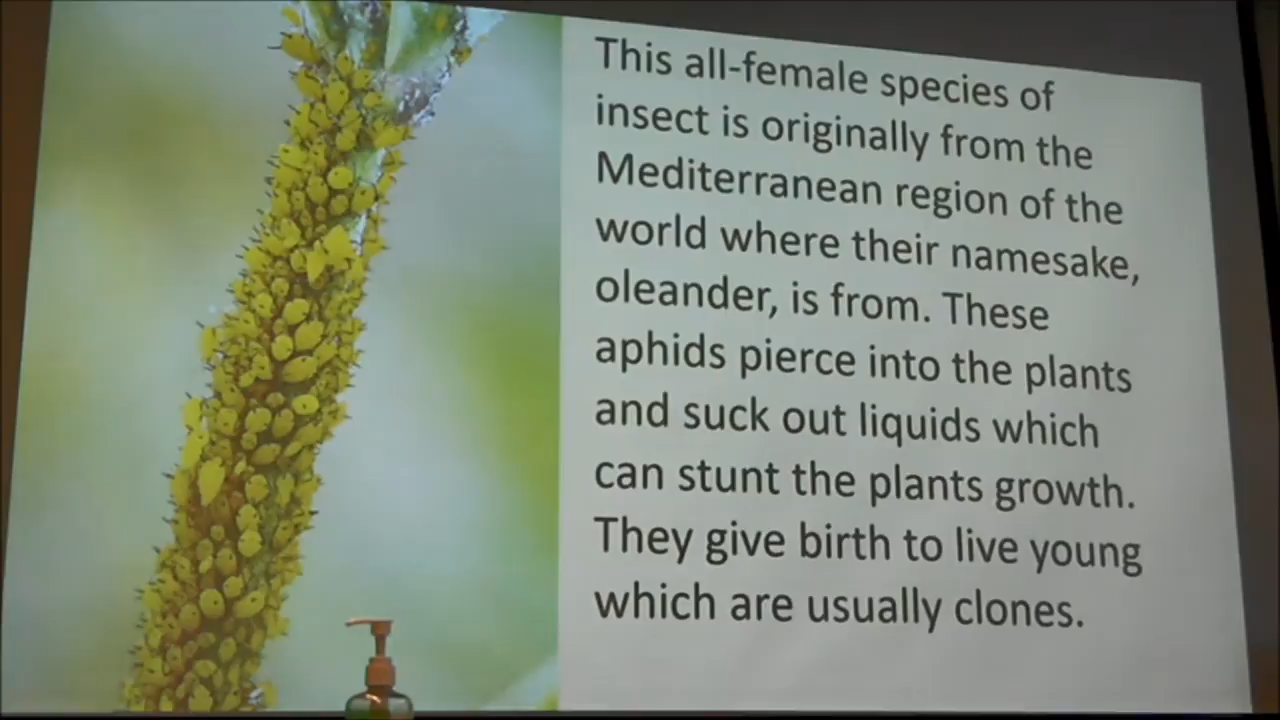 This all-female species of
insect is originally from the
Mediterranean region of the
world where their namesake,
oleander, is from. These
aphids pierce into the plants
and suck out liquids which
can stunt the plants growth.
They give birth to live young
which are usually clones.